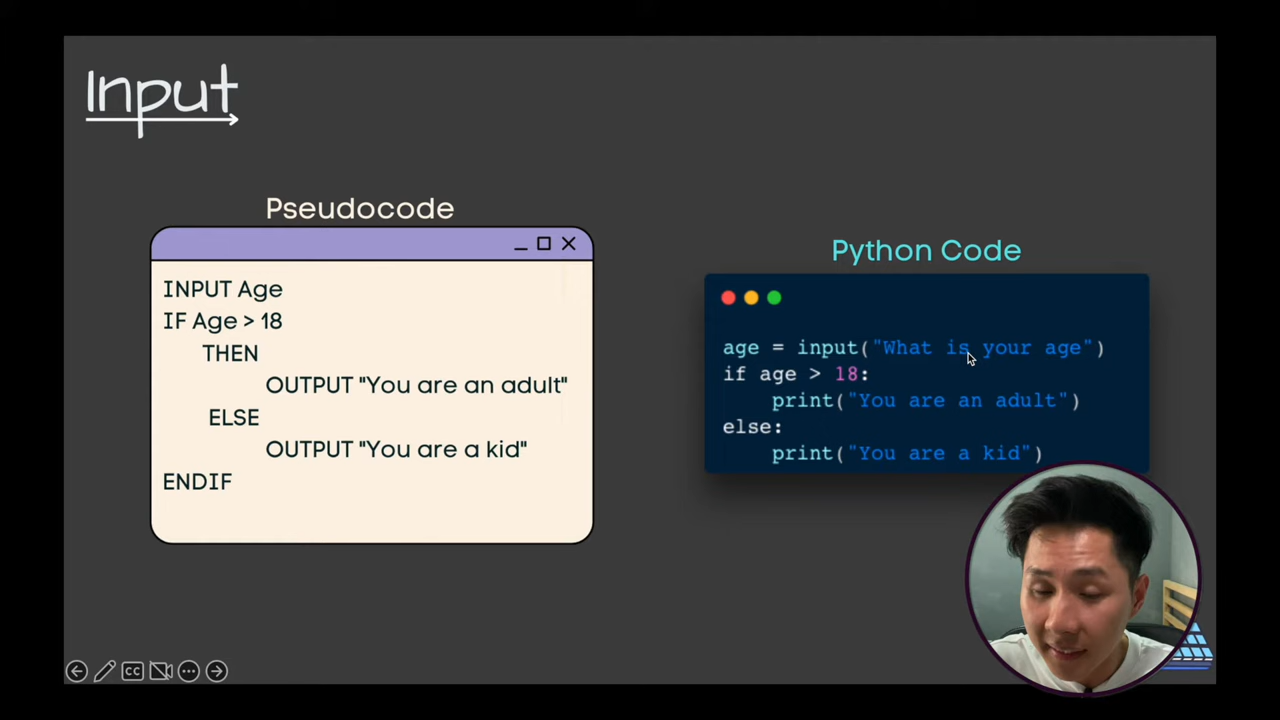 Input
Pseudocode
INPUT Age
IF Age > 18
THEN
OUTPUT "You are an adult"
ELSE
OUTPUT "You are a kid"
ENDIF
Python Code
age = input("What is your age")
if age > 18:
print("You are an adult")
else:
print("You are a kid")
CC